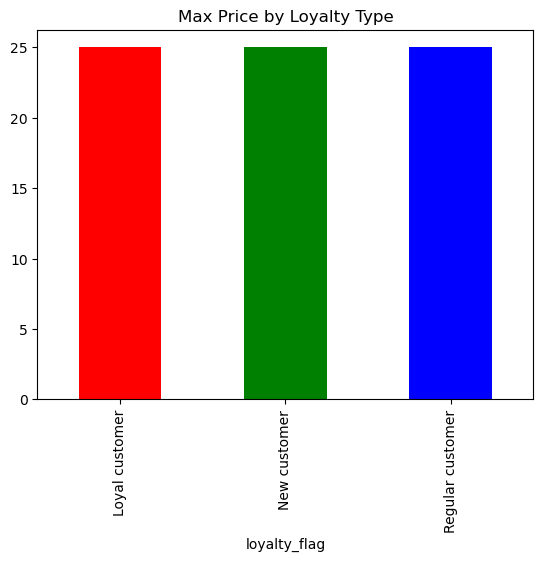 Max Price by Loyalty Type
25
20
15
10
5
0
Loyal customer
New customer
Regular customer
loyalty_flag